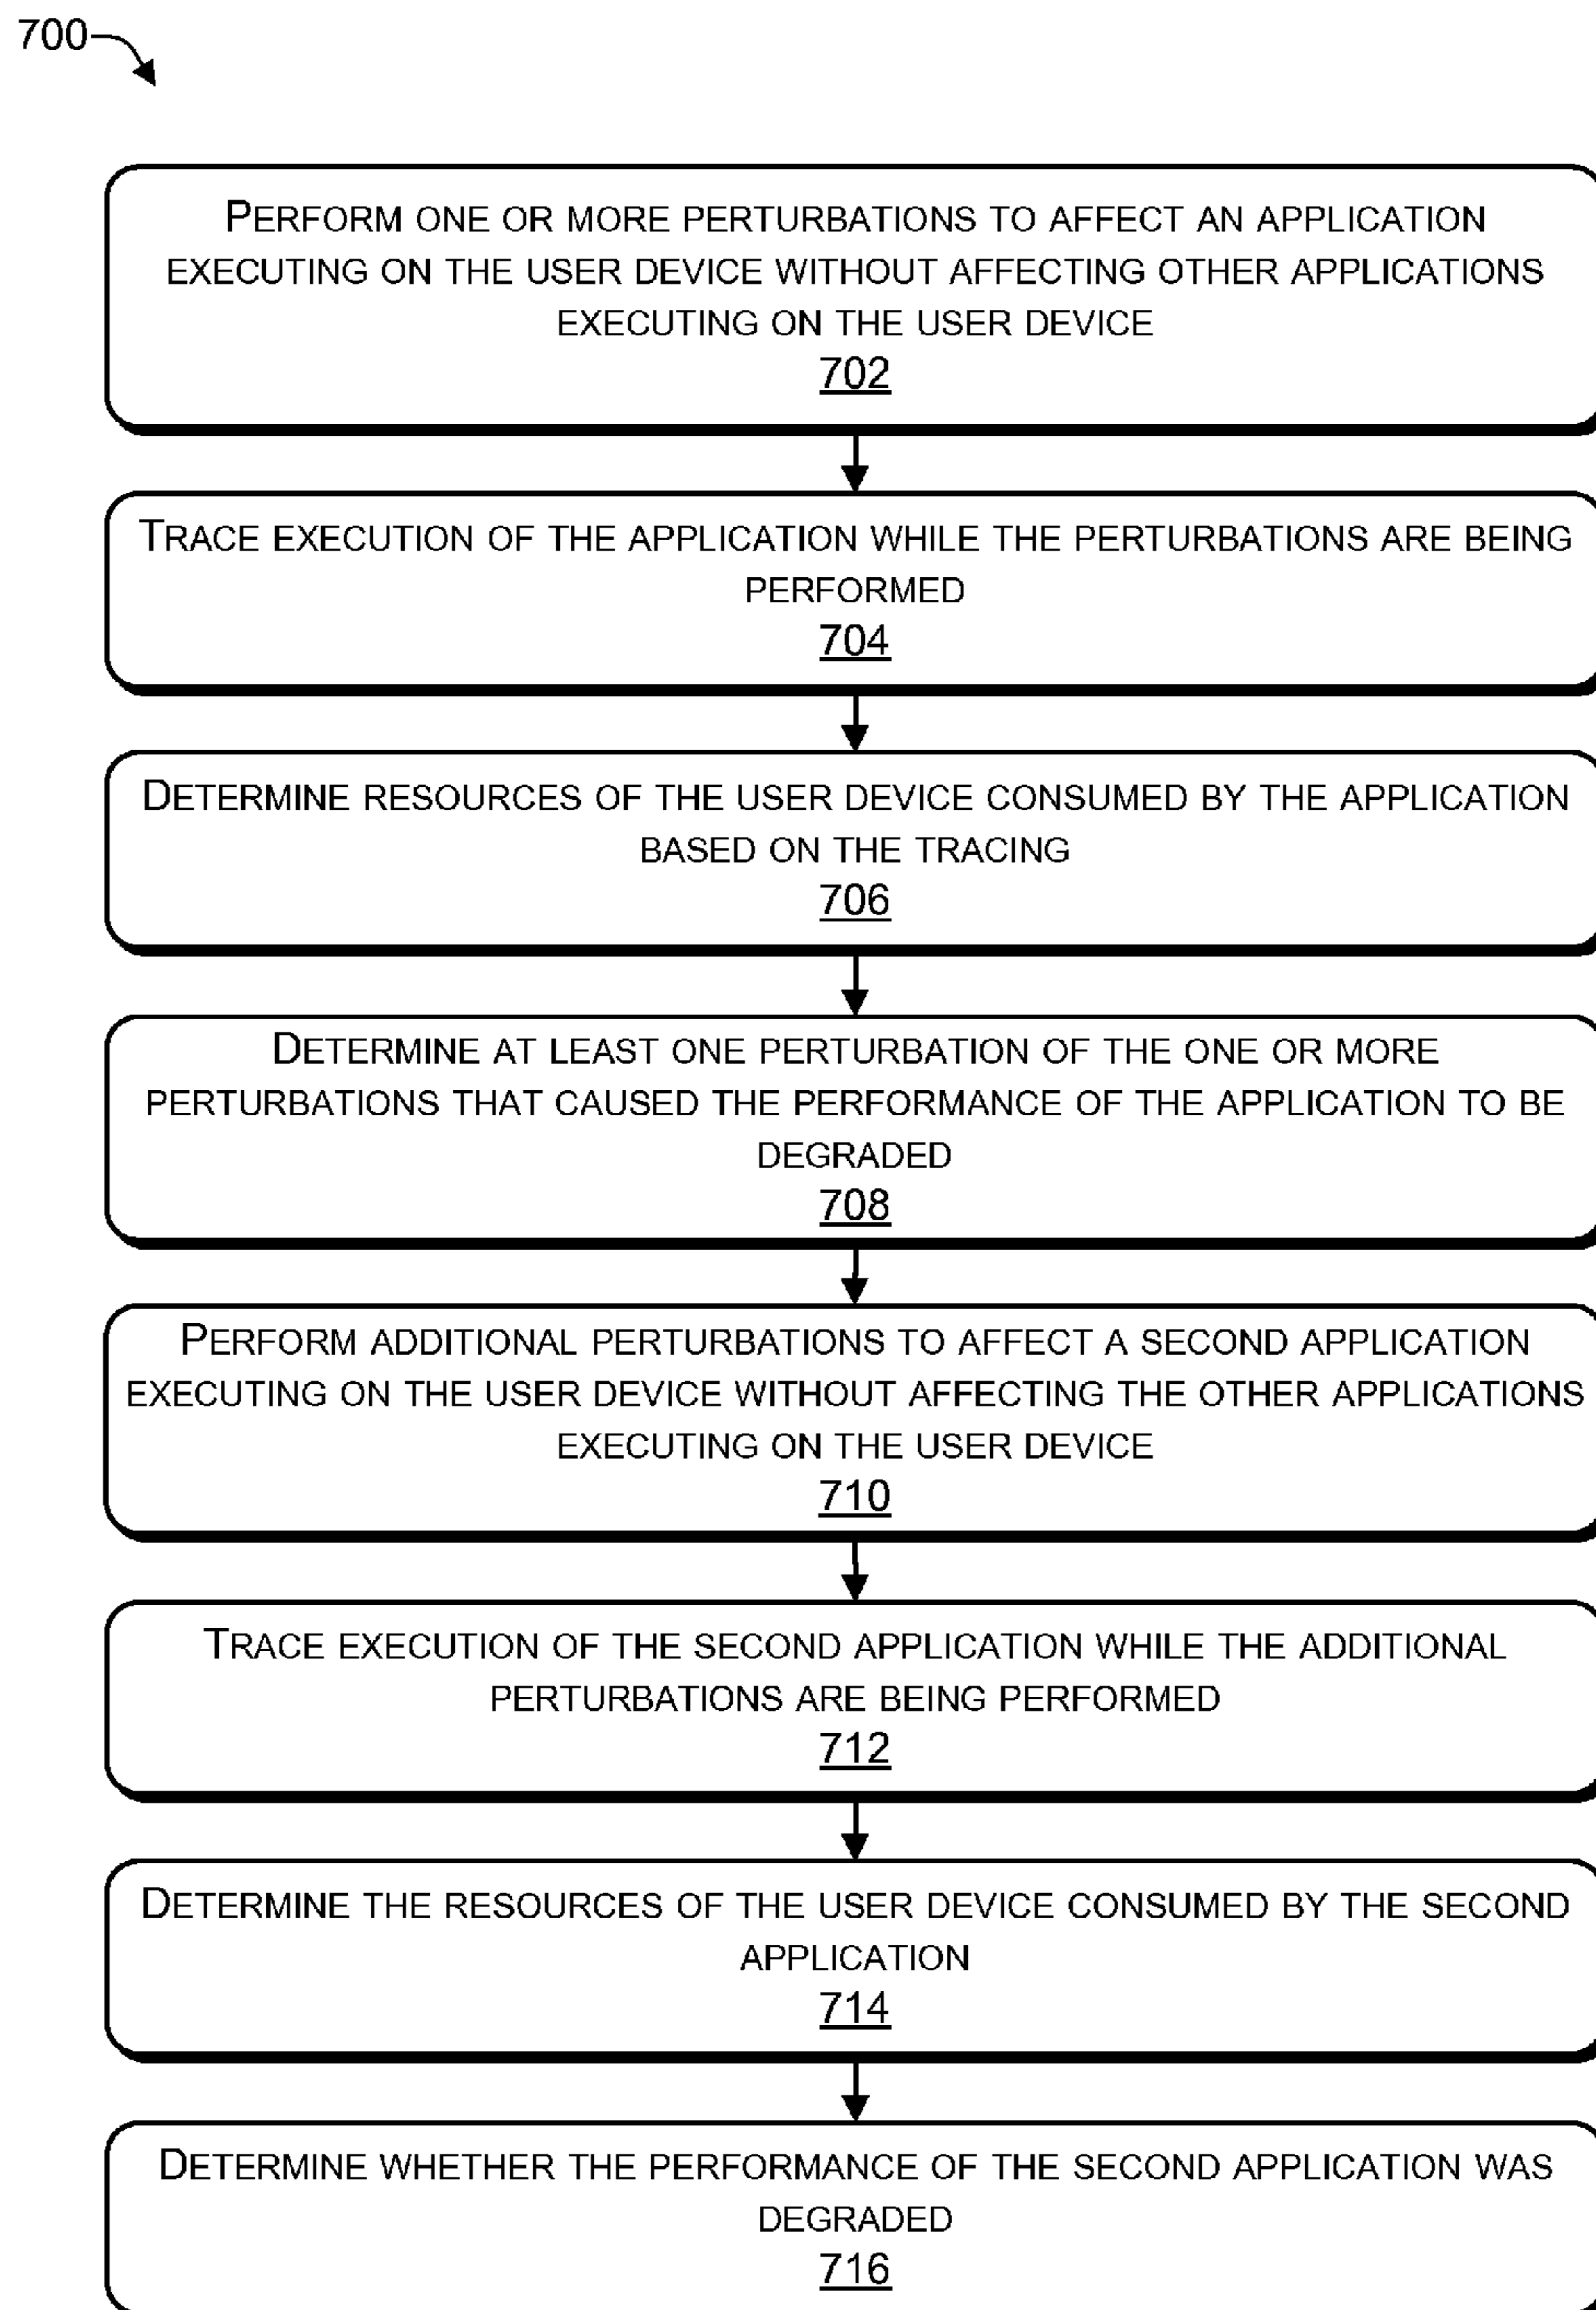 700
PERFORM ONE OR MORE PERTURBATIONS TO AFFECT AN APPLICATION
EXECUTING ON THE USER DEVICE WITHOUT AFFECTING OTHER APPLICATIONS
EXECUTING ON THE USER DEVICE
702
TRACE EXECUTION OF THE APPLICATION WHILE THE PERTURBATIONS ARE BEING
PERFORMED
704
DETERMINE RESOURCES OF THE USER DEVICE CONSUMED BY THE APPLICATION
BASED ON THE TRACING
706
DETERMINE AT LEAST ONE PERTURBATION OF THE ONE OR MORE
PERTURBATIONS THAT CAUSED THE PERFORMANCE OF THE APPLICATION TO BE
DEGRADED
708
PERFORM ADDITIONAL PERTURBATIONS TO AFFECT A SECOND APPLICATION
EXECUTING ON THE USER DEVICE WITHOUT AFFECTING THE OTHER APPLICATIONS
EXECUTING ON THE USER DEVICE
710
TRACE EXECUTION OF THE SECOND APPLICATION WHILE THE ADDITIONAL
PERTURBATIONS ARE BEING PERFORMED
712
DETERMINE THE RESOURCES OF THE USER DEVICE CONSUMED BY THE SECOND
APPLICATION
714
DETERMINE WHETHER THE PERFORMANCE OF THE SECOND APPLICATION WAS
DEGRADED
716